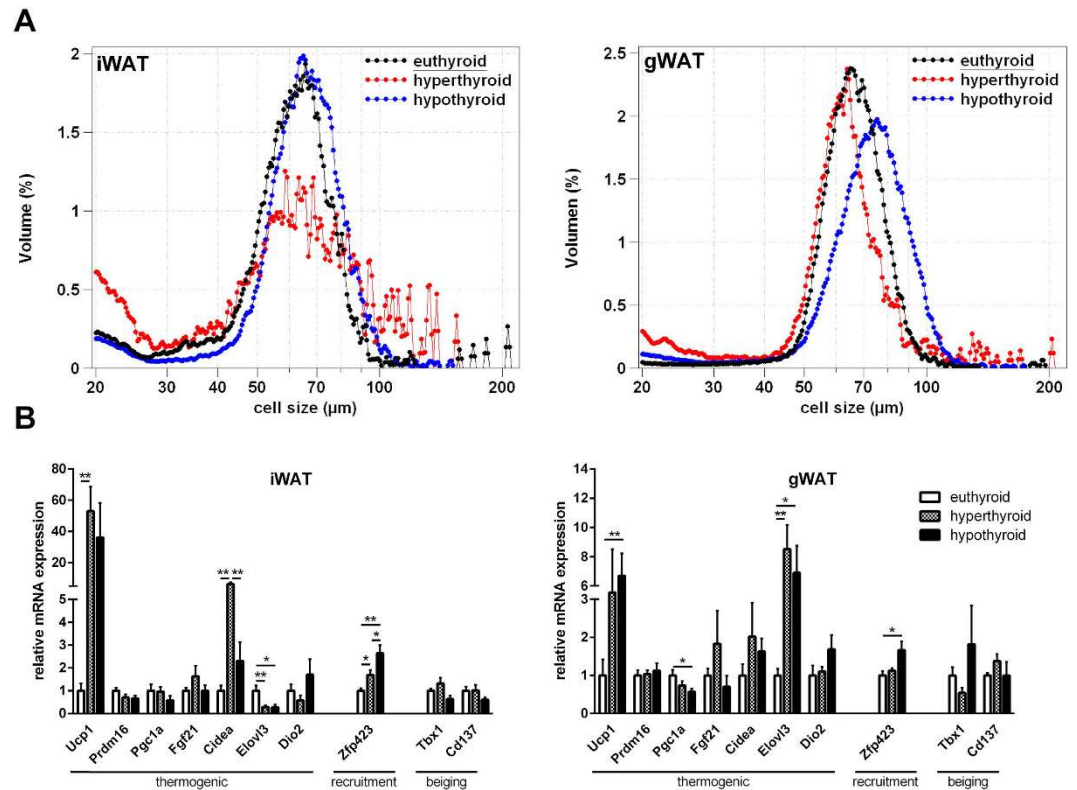 A
iWAT
euthyroid
hyperthyroid
hypothyroid
Volume (%)
2
1.5
1
0.5
0
20 30 50 70 100 200
cell size (µm)
gWAT
euthyroid
hyperthyroid
hypothyroid
Volumen (%)
2.5
2
1.5
1
0.5
0
20 30 50 70 100 200
cell size (µm)
B
iWAT
relative mRNA expression
80
60
40
20
5
4
3
2
1
0
**
** **
** *
** * *
Ucp1 Prdm16 Pgc1a Fgf21 Cidea Elovl3 Dio2 Zfp423 Tbx1 Cd137
thermogenic recruitment beiging
gWAT
euthyroid
hyperthyroid
hypothyroid
relative mRNA expression
14
12
10
8
6
4
3
2
1
0
**
*
* **
*
Ucp1 Prdm16 Pgc1a Fgf21 Cidea Elovl3 Dio2 Zfp423 Tbx1 Cd137
thermogenic recruitment beiging